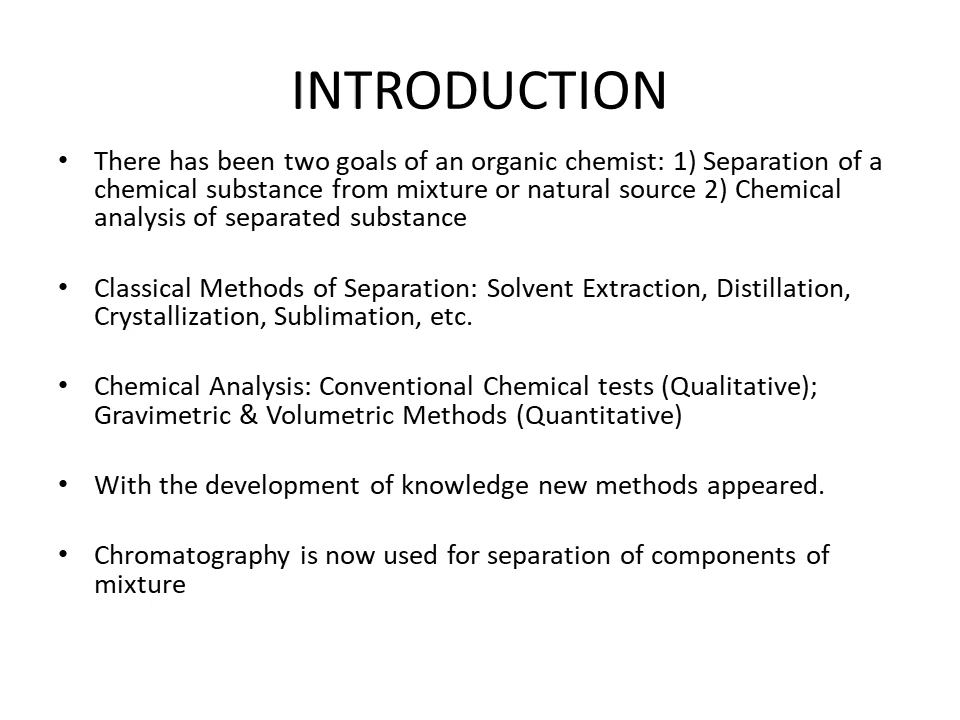 INTRODUCTION
• There has been two goals of an organic chemist: 1) Separation of a
chemical substance from mixture or natural source 2) Chemical
analysis of separated substance
• Classical Methods of Separation: Solvent Extraction, Distillation,
Crystallization, Sublimation, etc.
• Chemical Analysis: Conventional Chemical tests (Qualitative);
Gravimetric & Volumetric Methods (Quantitative)
• With the development of knowledge new methods appeared.
• Chromatography is now used for separation of components of
mixture